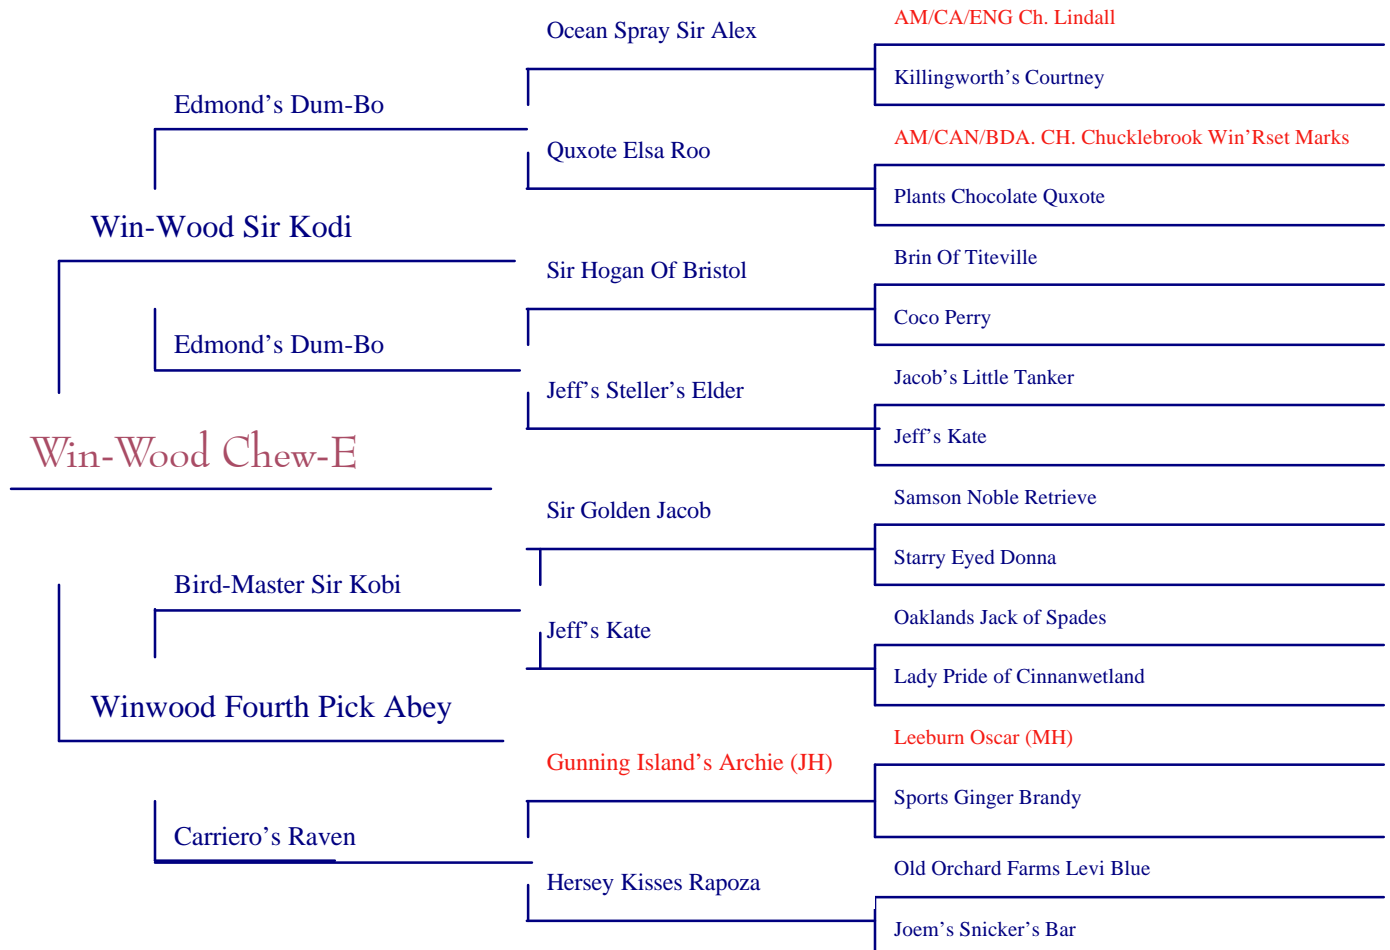 AM/CA/ENG Ch. Lindall
Ocean Spray Sir Alex
Killingworth’s Courtney
Edmond’s Dum-Bo
AM/CAN/BDA. CH. Chucklebrook Win’Rset Marks
Quxote Elsa Roo
Plants Chocolate Quxote
Win-Wood Sir Kodi
Brin Of Titeville
Sir Hogan Of Bristol
Coco Perry
Edmond’s Dum-Bo
Jacob’s Little Tanker
Jeff’s Steller’s Elder
Jeff’s Kate
Win-Wood Chew-E
Samson Noble Retrieve
Sir Golden Jacob
Starry Eyed Donna
Bird-Master Sir Kobi
Oaklands Jack of Spades
Jeff’s Kate
Lady Pride of Cinnanwetland
Winwood Fourth Pick Abey
Leeburn Oscar (MH)
Gunning Island’s Archie (JH)
Sports Ginger Brandy
Carriero’s Raven
Old Orchard Farms Levi Blue
Hersey Kisses Rapoza
Joem’s Snicker’s Bar